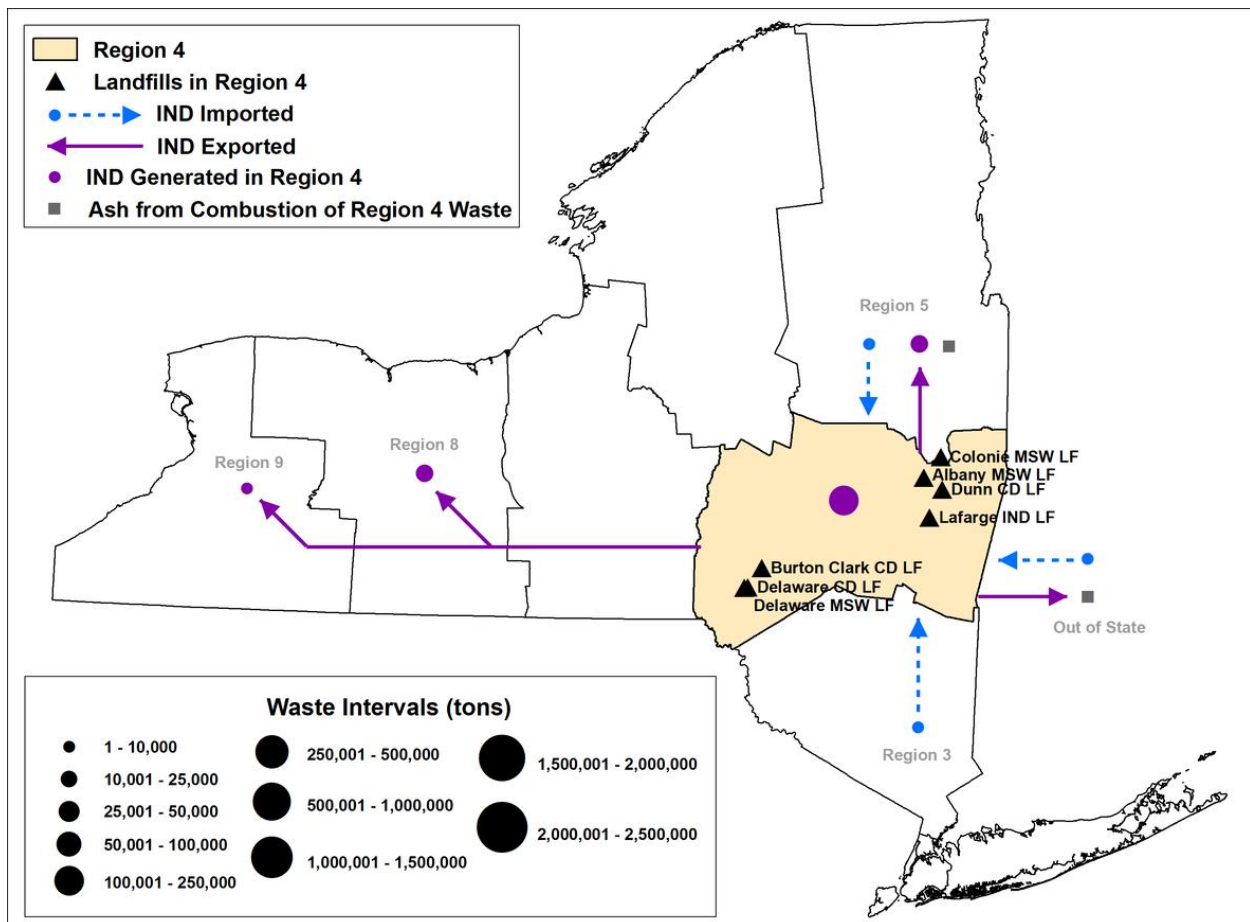 Region 4
Landfills in Region 4
IND Imported
IND Exported
IND Generated in Region 4
Ash from Combustion of Region 4 Waste
Region 5
Region 9
Region 8
Colonie MSW LF
Albany MSW LF
Dunn CD LF
Lafarge IND LF
Burton Clark CD LF
Delaware CD LF
Delaware MSW LF
Out of State
Region 3
Waste Intervals (tons)
1 - 10,000
10,001 - 25,000
25,001 - 50,000
50,001 - 100,000
100,001 - 250,000
250,001 - 500,000
500,001 - 1,000,000
1,000,001 - 1,500,000
1,500,001 - 2,000,000
2,000,001 - 2,500,000